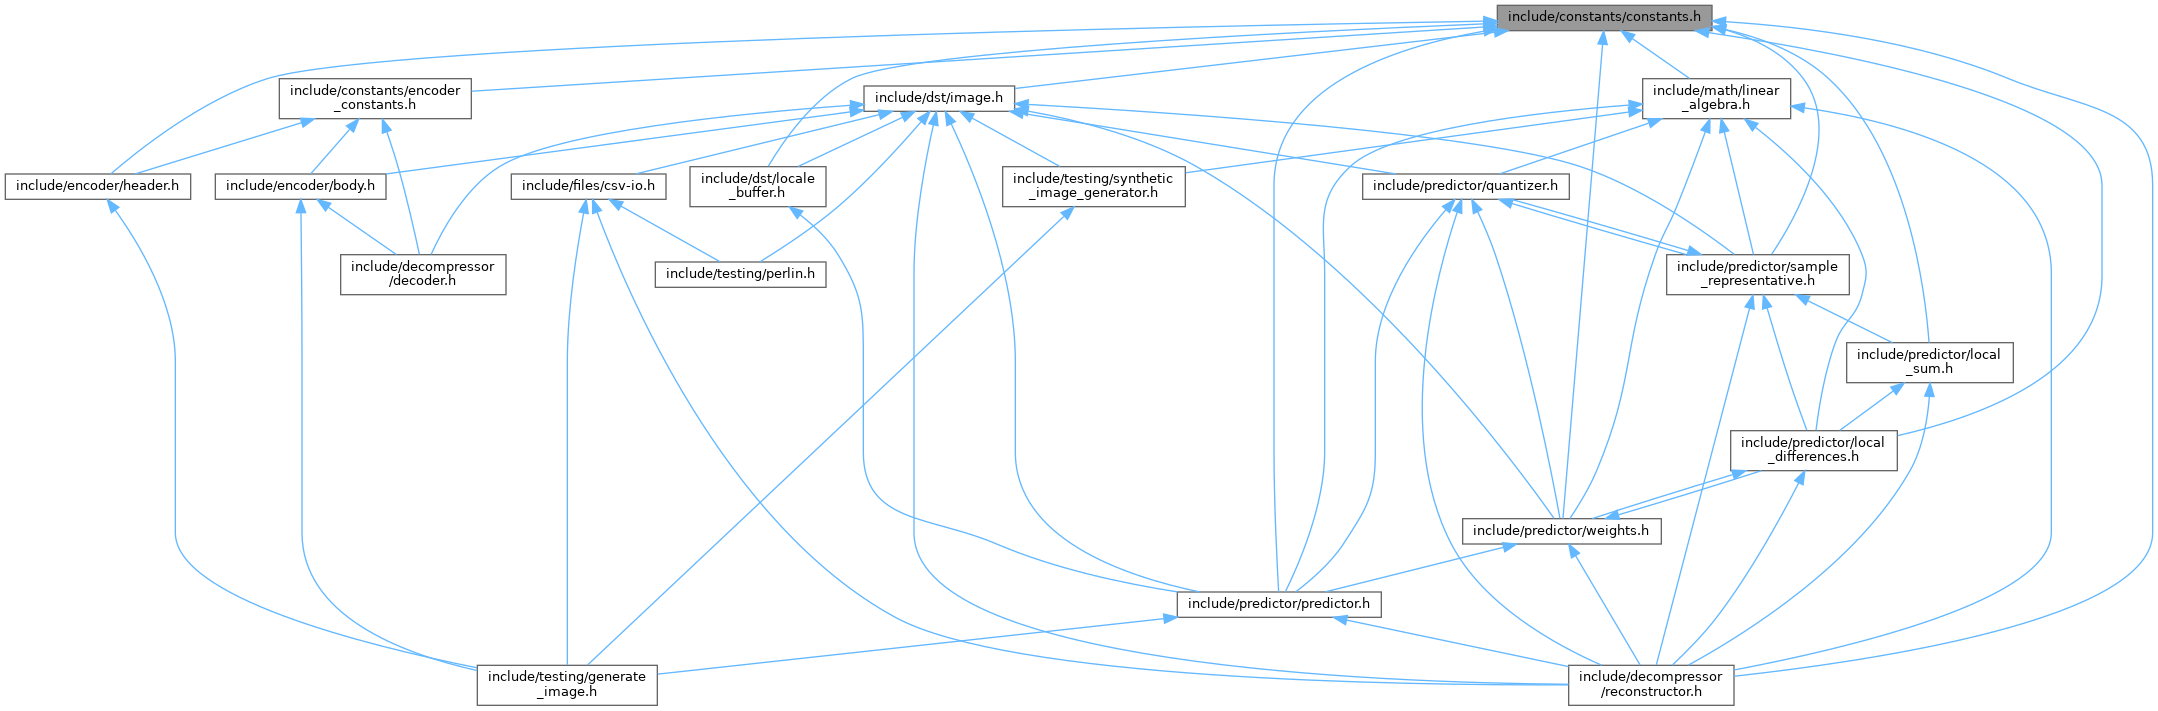 include/constants/constants.h
include/constants/encoder
_constants.h
include/dst/image.h
include/math/linear
_algebra.h
include/encoder/header.h
include/encoder/body.h
include/files/csv-io.h
include/dst/locale
_buffer.h
include/testing/synthetic
_image_generator.h
include/predictor/quantizer.h
include/decompressor
/decoder.h
include/testing/perlin.h
include/predictor/sample
_representative.h
include/predictor/local
_sum.h
include/predictor/local
_differences.h
include/predictor/weights.h
include/predictor/predictor.h
include/testing/generate
_image.h
include/decompressor
/reconstructor.h